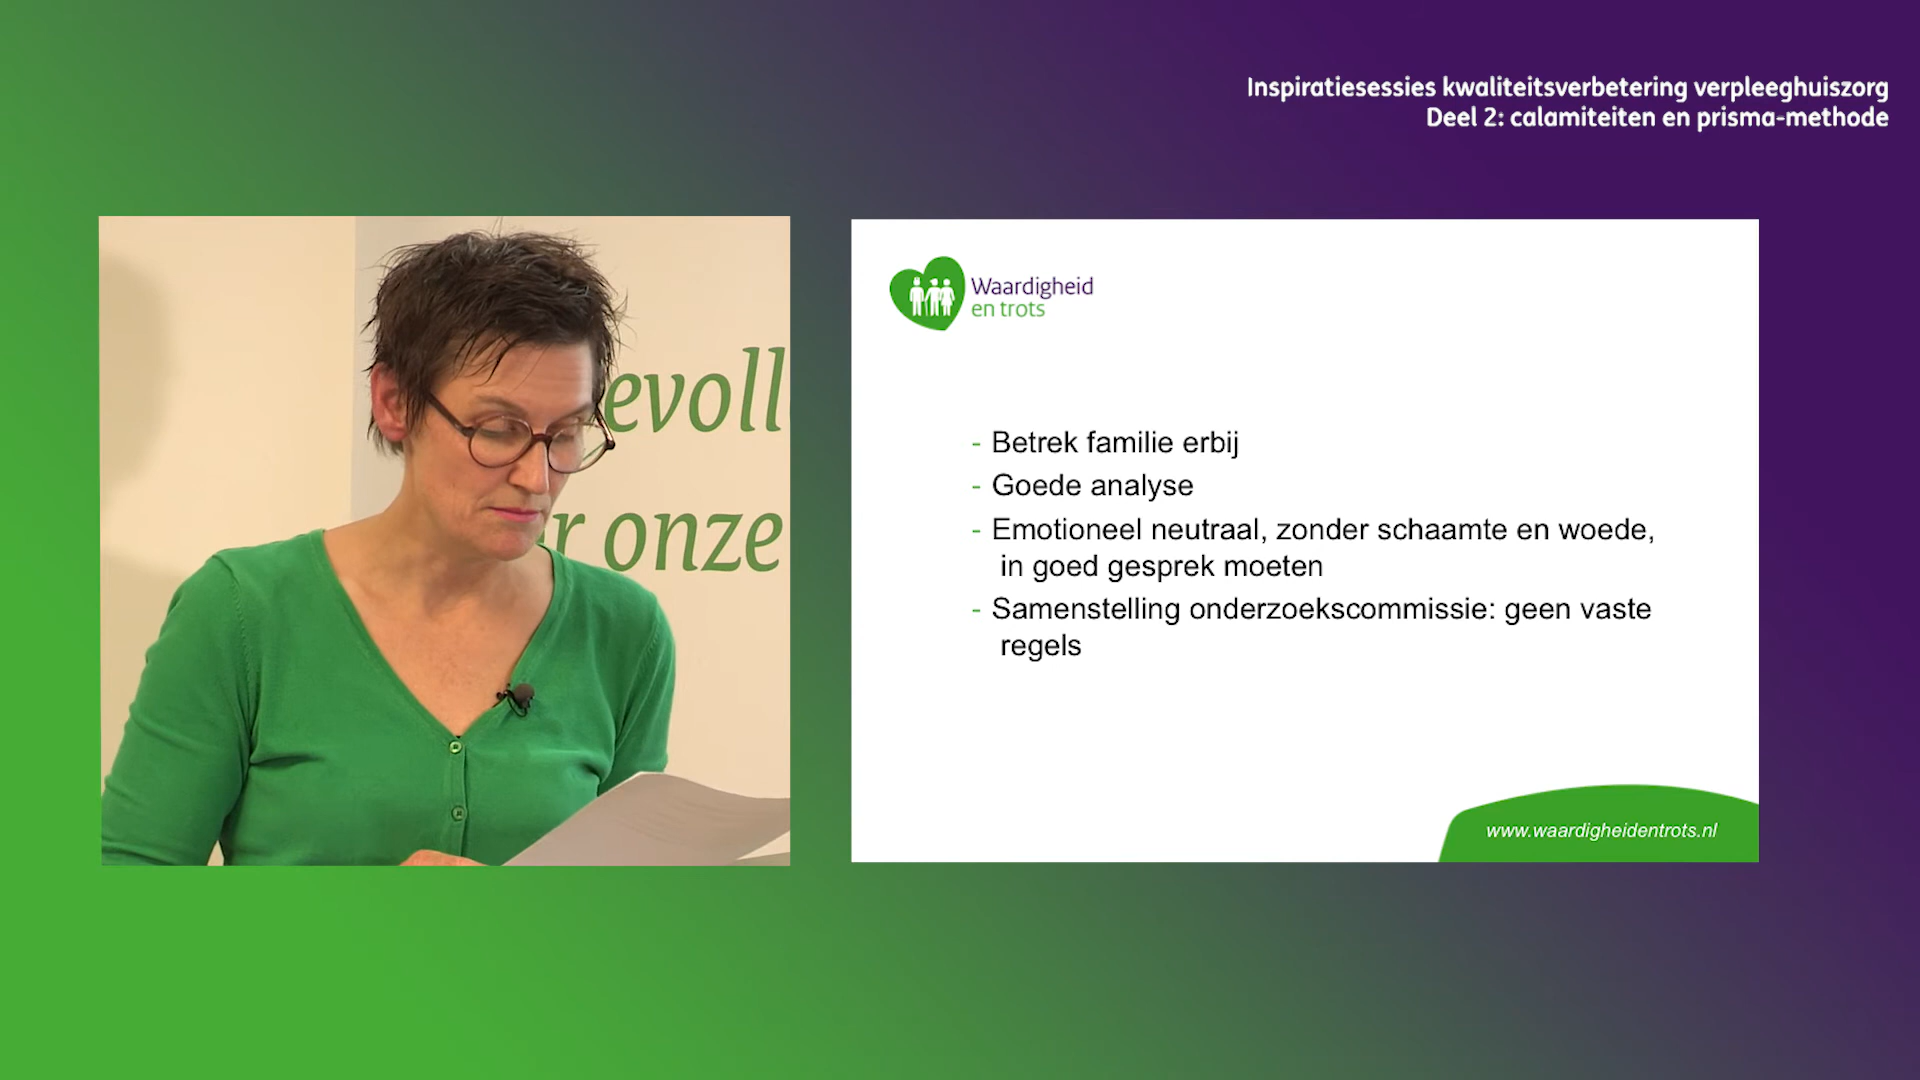 Inspiratiesessies kwaliteitsverbetering verpleeghuiszorg
Deel 2: calamiteiten en prisma-methode
evoll
r onze
Waardigheid
en trots
- Betrek familie erbij
- Goede analyse
- Emotioneel neutraal, zonder schaamte en woede,
in goed gesprek moeten
- Samenstelling onderzoekscommissie: geen vaste
regels
www.waardigheidentrots.nl